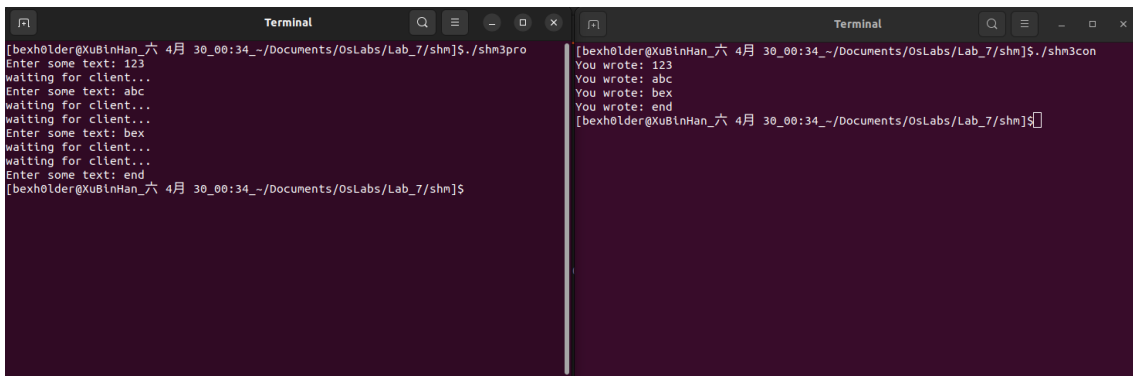 Terminal
[bexh0lder@XuBinHan_六 4月 30_00:34_~/Documents/OsLabs/Lab_7/shm]$./shm3pro
Enter some text: 123
waiting for client...
Enter some text: abc
waiting for client...
waiting for client...
Enter some text: bex
waiting for client...
waiting for client...
Enter some text: end
[bexh0lder@XuBinHan_六 4月 30_00:34_~/Documents/OsLabs/Lab_7/shm]$
Terminal
[bexh0lder@XuBinHan_六 4月 30_00:34_~/Documents/OsLabs/Lab_7/shm]$./shm3con
You wrote: 123
You wrote: abc
You wrote: bex
You wrote: end
[bexh0lder@XuBinHan_六 4月 30_00:34_~/Documents/OsLabs/Lab_7/shm]$